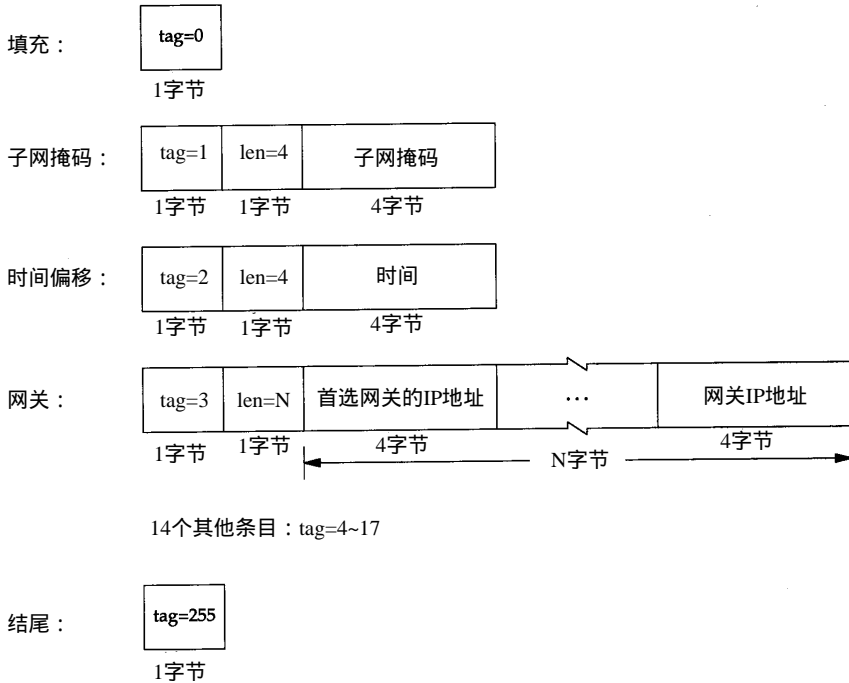 填充：
tag=0
1字节
子网掩码：
tag=1 len=4 子网掩码
1字节 1字节 4字节
时间偏移：
tag=2 len=4 时间
1字节 1字节 4字节
网关：
tag=3 len=N 首选网关的IP地址 … 网关IP地址
1字节 1字节 4字节 4字节
N字节
14个其他条目：tag=4~17
结尾：
tag=255
1字节